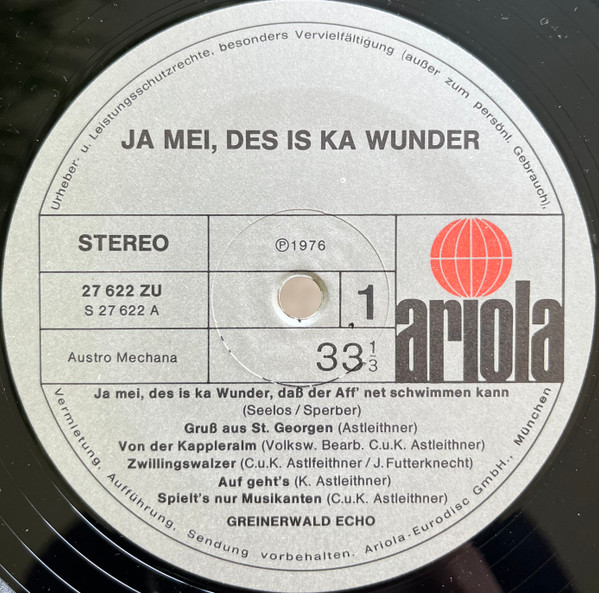 Urheber- u. Leistungsschutzrechte, besonders Vervielfältigung (außer zum persönl. Gebrauch),
JA MEI, DES IS KA WUNDER
STEREO
Ⓟ1976
27 622 ZU
S 27 622 A
1
Austro Mechana
33 1/3
ariola
Ja mei, des is ka Wunder, daß der Aff' net schwimmen kann
(Seelos / Sperber)
Gruß aus St. Georgen (Astleithner)
Von der Kappleralm (Volksw. Bearb. C.u.K. Astleithner)
Zwillingswalzer (C.u.K. Astlfeithner / J. Futterknecht)
Auf geht's (K. Astleithner)
Spielt's nur Musikanten (C.u.K. Astleithner)
GREINERWALD ECHO
Vermietung, Aufführung, Sendung vorbehalten. Ariola-Eurodisc GmbH., München